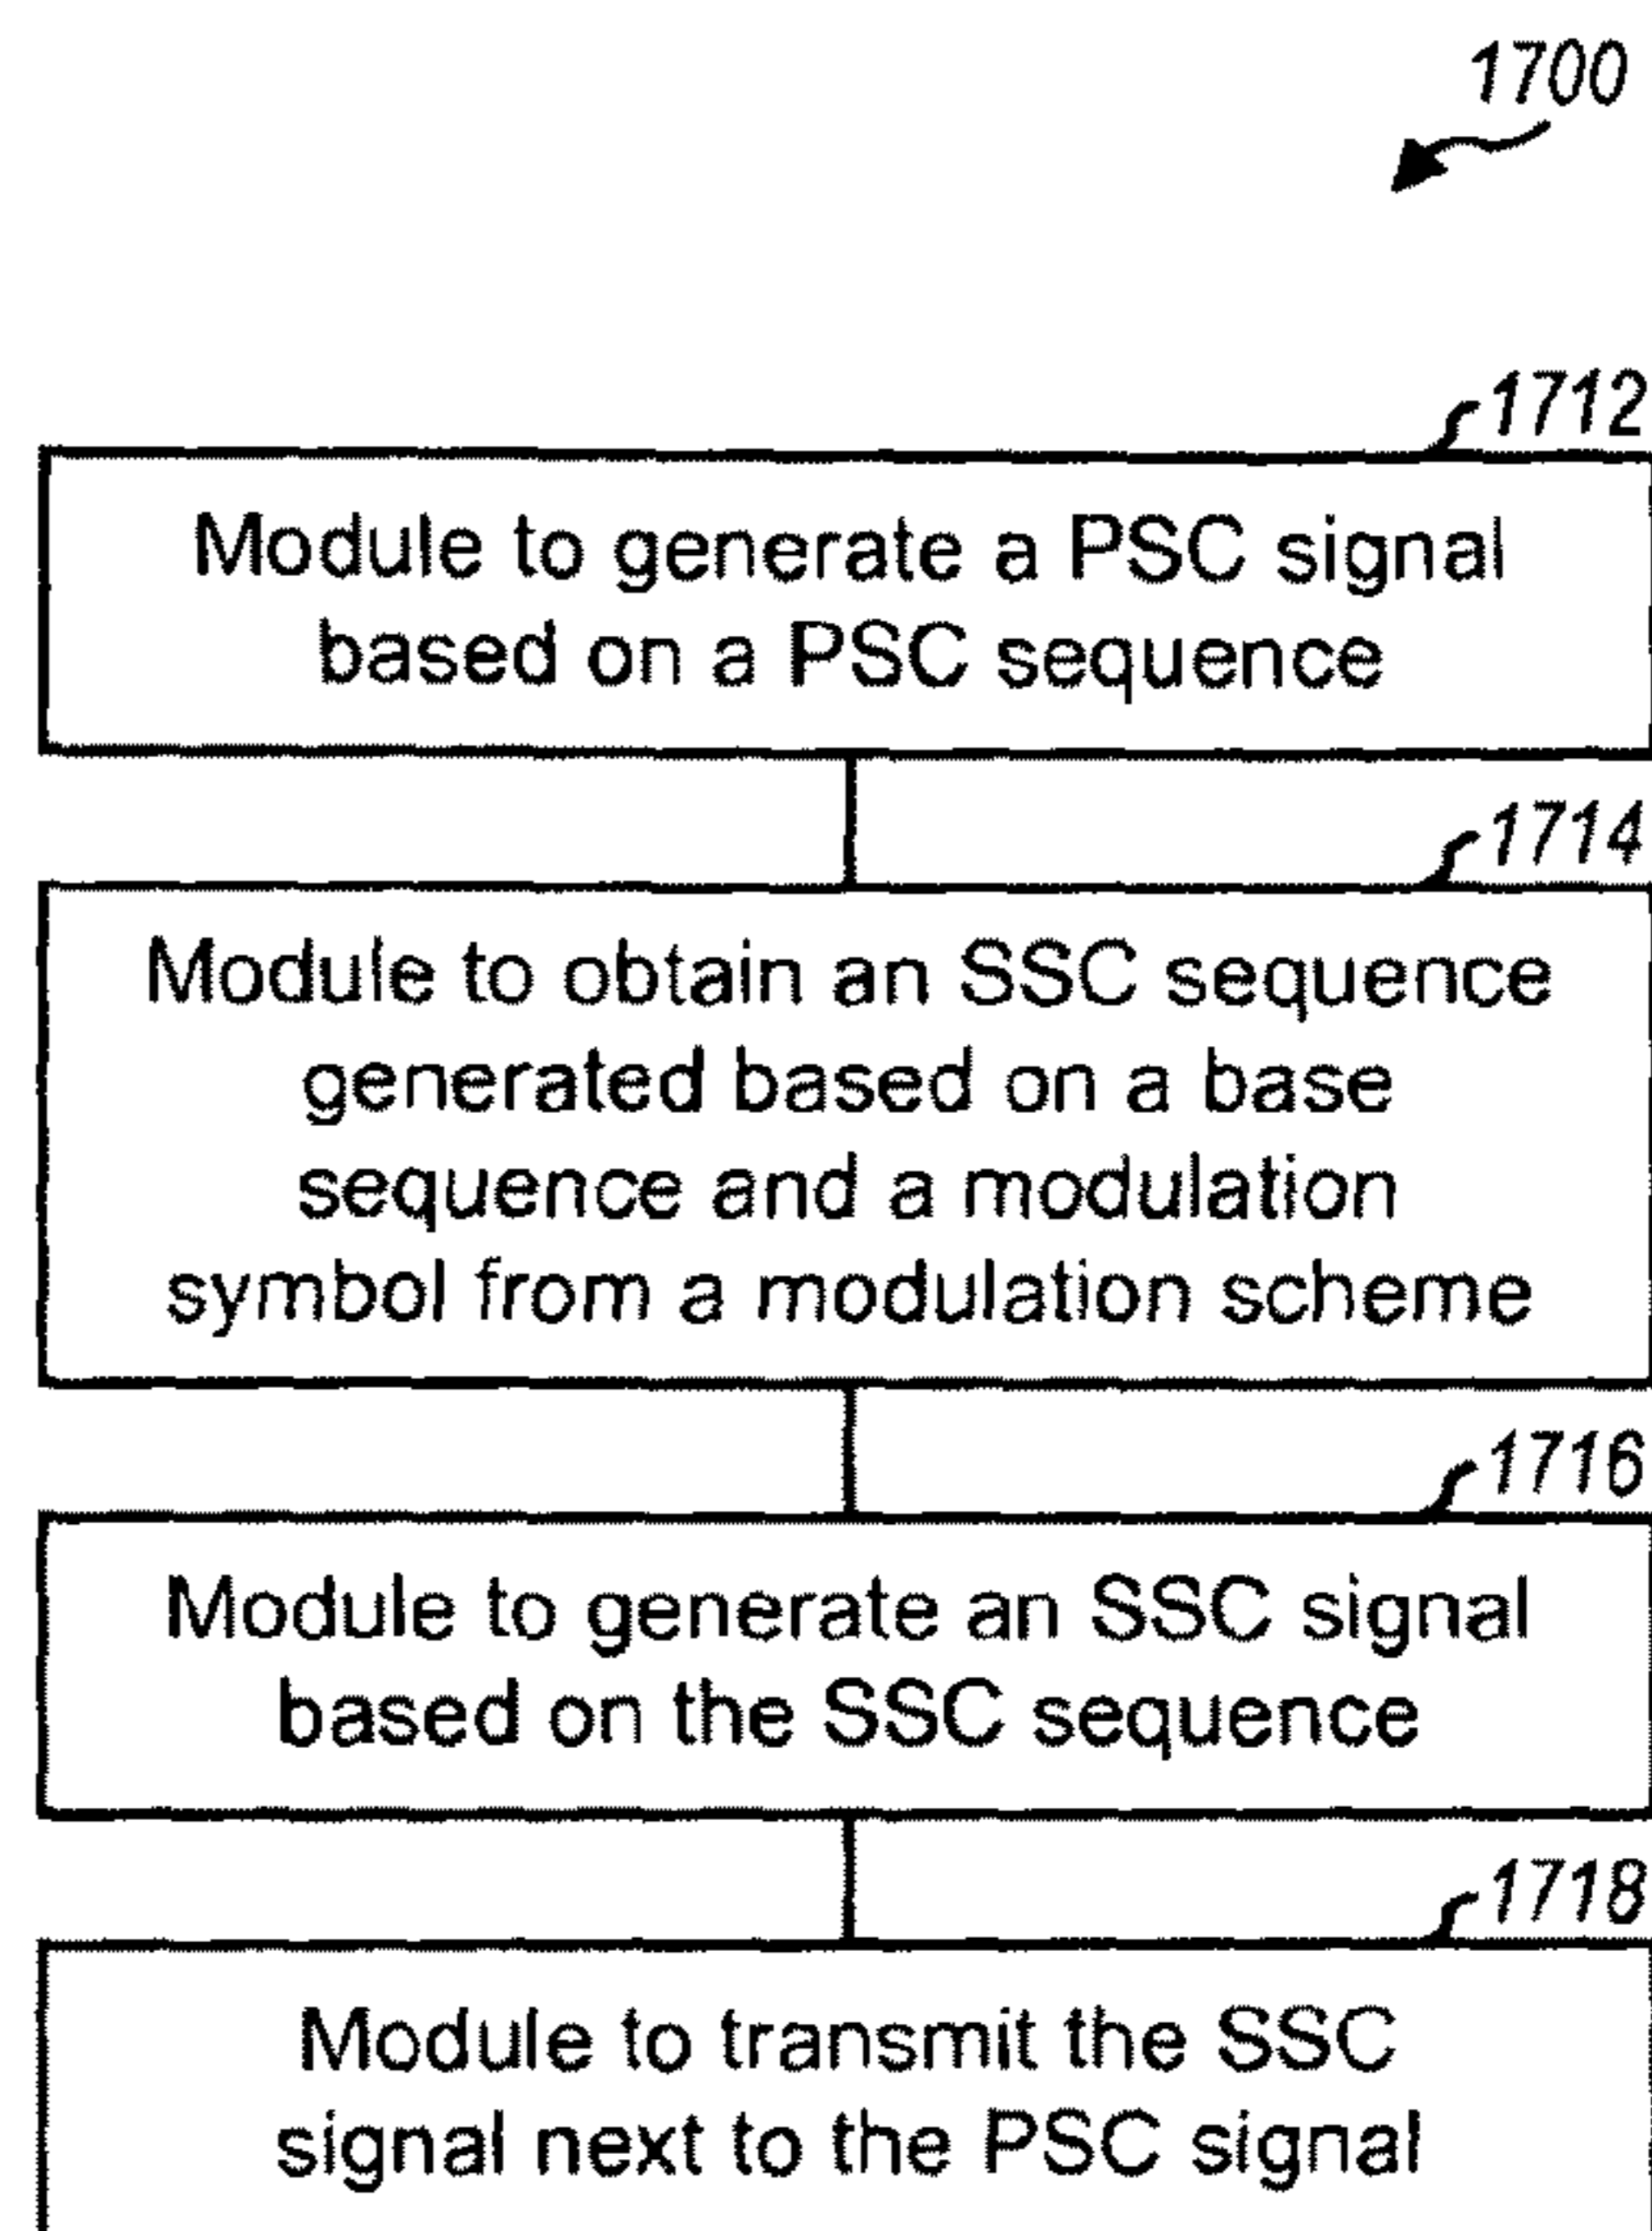 1700
1712
Module to generate a PSC signal
based on a PSC sequence
1714
Module to obtain an SSC sequence
generated based on a base
sequence and a modulation
symbol from a modulation scheme
1716
Module to generate an SSC signal
based on the SSC sequence
1718
Module to transmit the SSC
signal next to the PSC signal